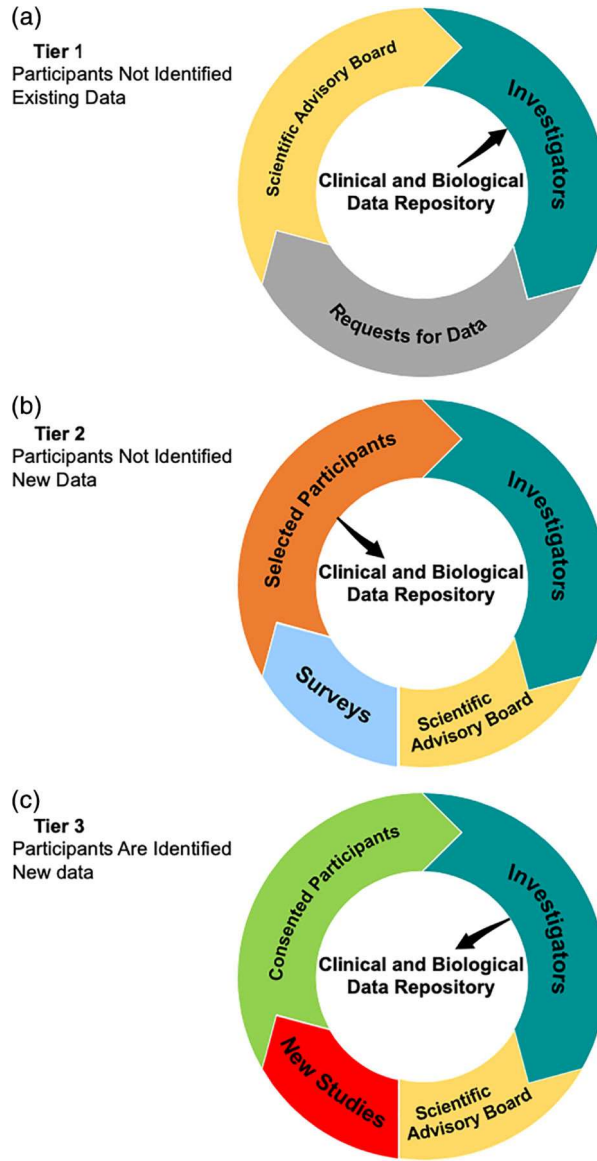 (a)
Tier 1
Participants Not Identified
Existing Data
Scientific Advisory Board
Investigators
Clinical and Biological
Data Repository
Requests for Data
(b)
Tier 2
Participants Not Identified
New Data
Selected Participants
Investigators
Clinical and Biological
Data Repository
Surveys
Scientific
Advisory Board
(c)
Tier 3
Participants Are Identified
New data
Consented Participants
Investigators
Clinical and Biological
Data Repository
New Studies
Scientific
Advisory Board